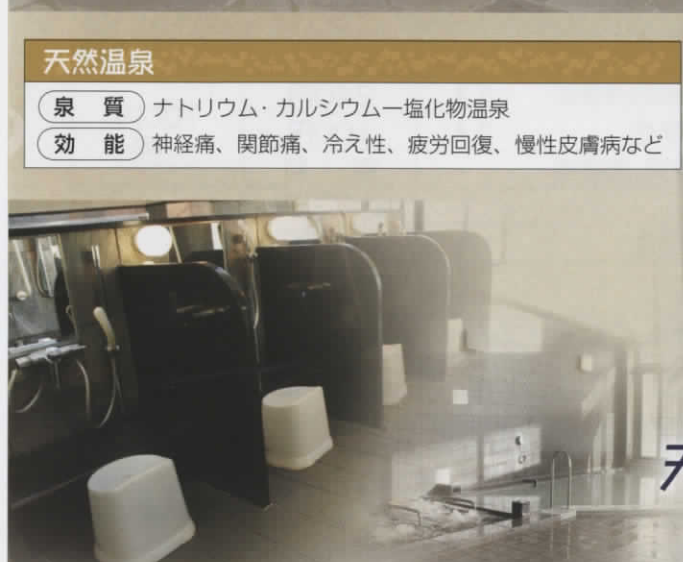 天然温泉
泉 質 ナトリウム・カルシウムー塩化物温泉
効 能 神経痛、関節痛、冷え性、疲労回復、慢性皮膚病など